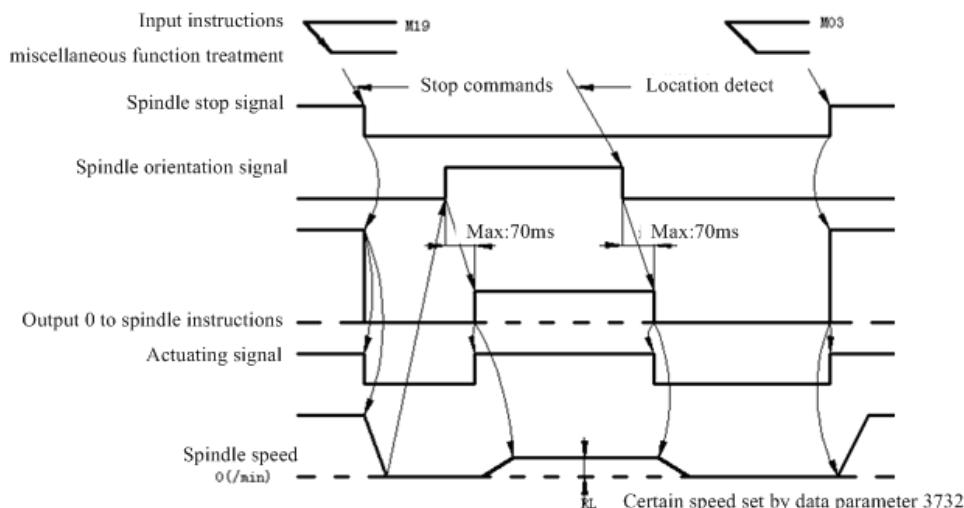 Input instructions
M19
M03
miscellaneous function treatment
Stop commands
Location detect
Spindle stop signal
Spindle orientation signal
Max:70ms
Max:70ms
Output 0 to spindle instructions
Actuating signal
Spindle speed
0(/min)
RL
Certain speed set by data parameter 3732